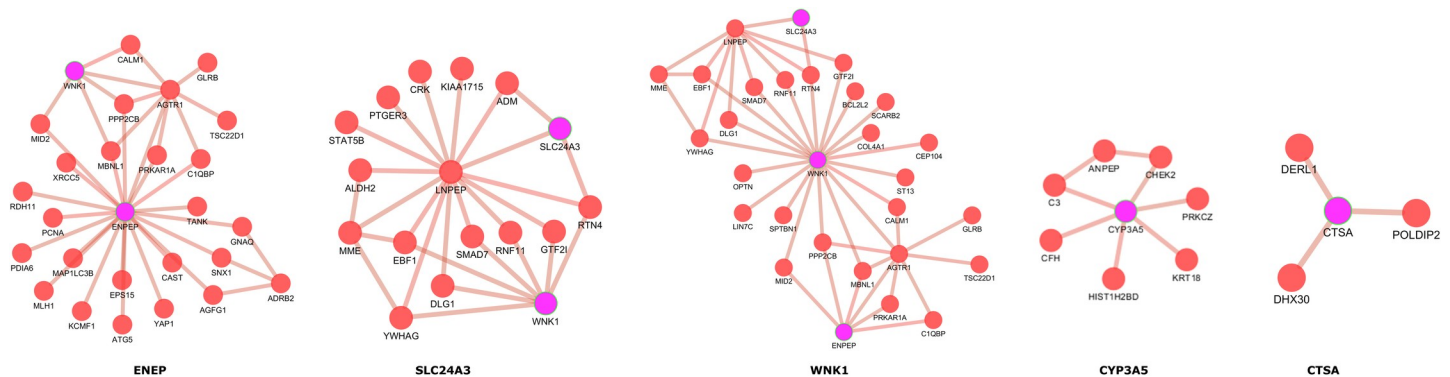 CALM1
WNK1
GLRB
AGTR1
PPP2CB
TSC22D1
MID2
MBNL1
PRKAR1A
C1QBP
XRCC5
RDH11
TANK
ENPEP
PCNA
GNAQ
PDIA6
MAP1LC3B
CAST
SNX1
MLH1
EPS15
AGFG1
ADRB2
KCMF1
YAP1
ATG5
ENEP
CRK
KIAA1715
ADM
PTGER3
STAT5B
SLC24A3
ALDH2
LNPEP
RTN4
MME
EBF1
SMAD7
RNF11
GTF2I
DLG1
WNK1
YWHAG
SLC24A3
SLC24A3
LNPEP
GTF2I
MME
EBF1
SMAD7
RNF11
RTN4
BCL2L2
SCARB2
DLG1
YWHAG
COL4A1
CEP104
WNK1
OPTN
ST13
LIN7C
SPTBN1
CALM1
GLRB
PPP2CB
AGTR1
MID2
MBNL1
TSC22D1
PRKAR1A
C1QBP
ENPEP
WNK1
ANPEP
CHEK2
C3
PRKCZ
CYP3A5
CFH
KRT18
HIST1H2BD
CYP3A5
DERL1
CTSA
POLDIP2
DHX30
CTSA